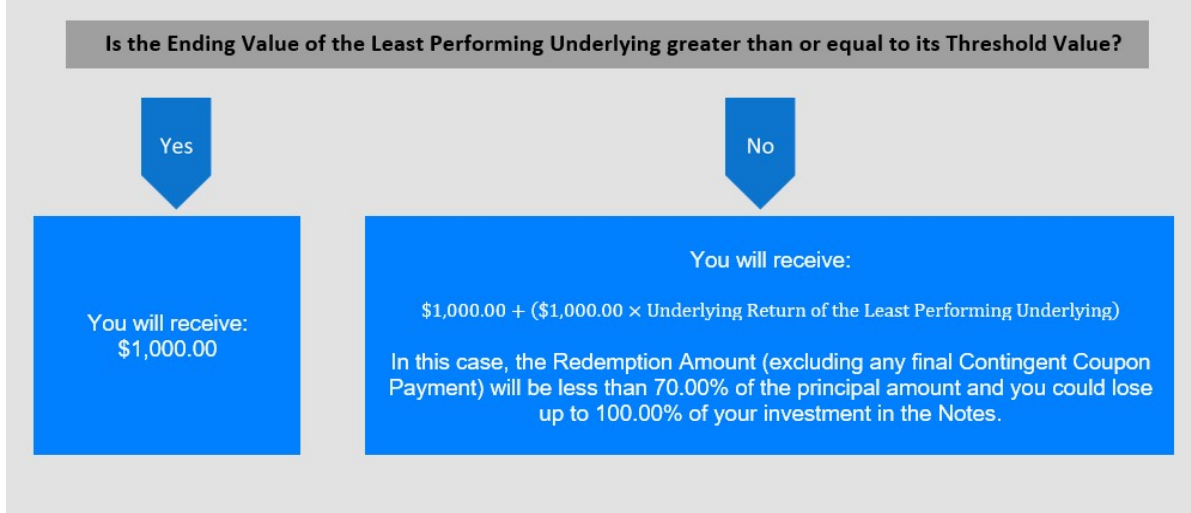 Is the Ending Value of the Least Performing Underlying greater than or equal to its Threshold Value?
Yes
No
You will receive:
$1,000.00
You will receive:
$1,000.00 + ($1,000.00 × Underlying Return of the Least Performing Underlying)
In this case, the Redemption Amount (excluding any final Contingent Coupon
Payment) will be less than 70.00% of the principal amount and you could lose
up to 100.00% of your investment in the Notes.